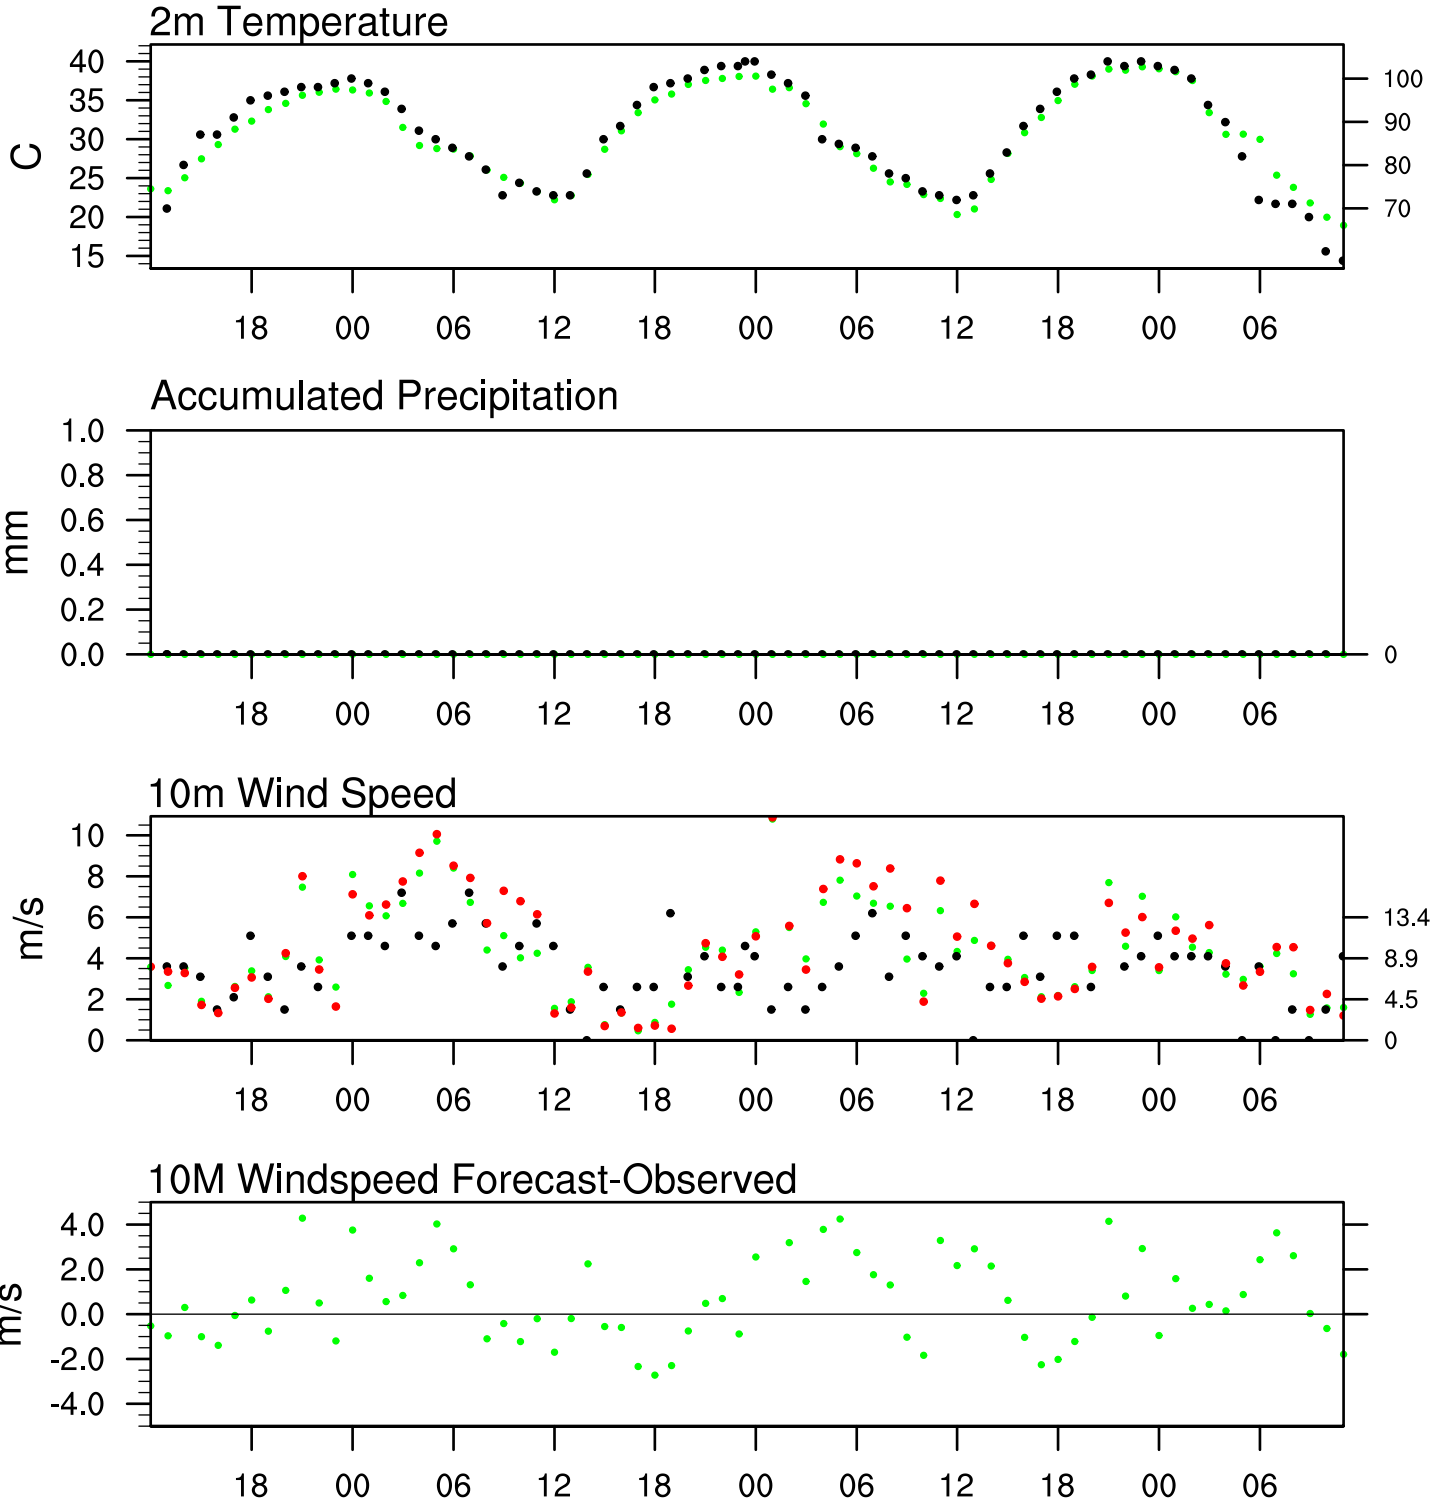 2m Temperature
40
35
30
25
20
15
C
100
90
80
70
18 00 06 12 18 00 06 12 18 00 06
Accumulated Precipitation
1.0
0.8
0.6
0.4
0.2
0.0
mm
0
18 00 06 12 18 00 06 12 18 00 06
10m Wind Speed
10
8
6
4
2
0
m/s
13.4
8.9
4.5
0
18 00 06 12 18 00 06 12 18 00 06
10M Windspeed Forecast-Observed
4.0
2.0
0.0
-2.0
-4.0
m/s
18 00 06 12 18 00 06 12 18 00 06